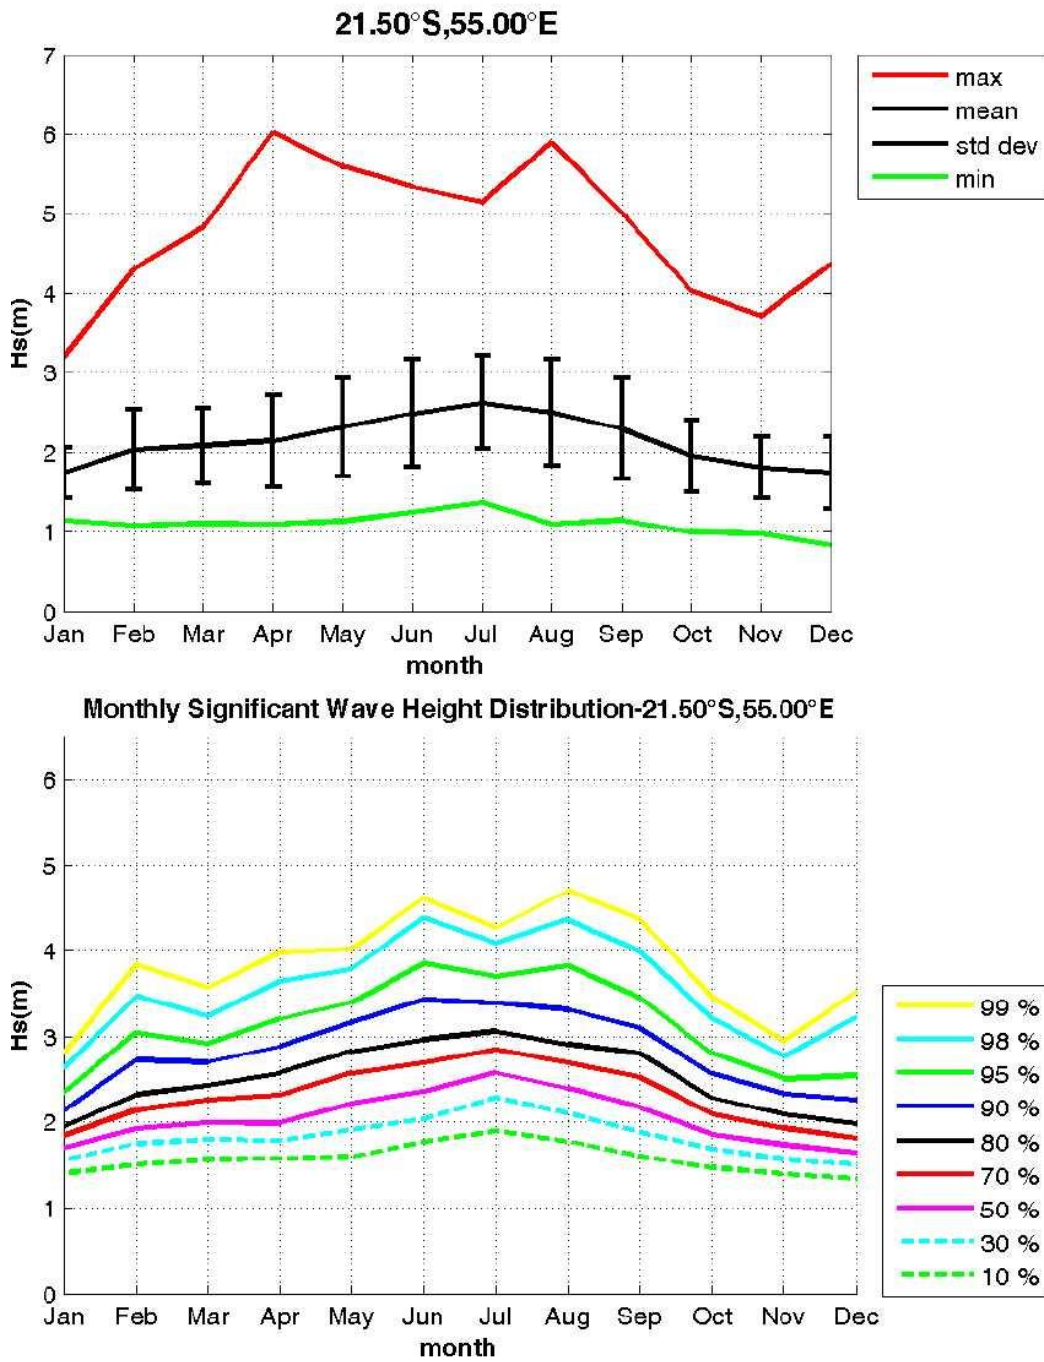 21.50°S,55.00°E
7
6
5
4
3
2
1
0
Hs(m)
Jan Feb Mar Apr May Jun Jul Aug Sep Oct Nov Dec
month
max
mean
std dev
min
Monthly Significant Wave Height Distribution-21.50°S,55.00°E
6
5
4
3
2
1
0
Hs(m)
Jan Feb Mar Apr May Jun Jul Aug Sep Oct Nov Dec
month
99 %
98 %
95 %
90 %
80 %
70 %
50 %
30 %
10 %